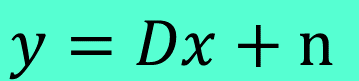 y = Dx + n